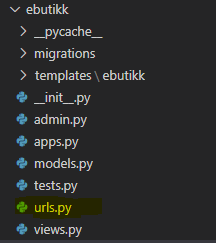 ebutikk
__pycache__
migrations
templates \ ebutikk
__init__.py
admin.py
apps.py
models.py
tests.py
urls.py
views.py